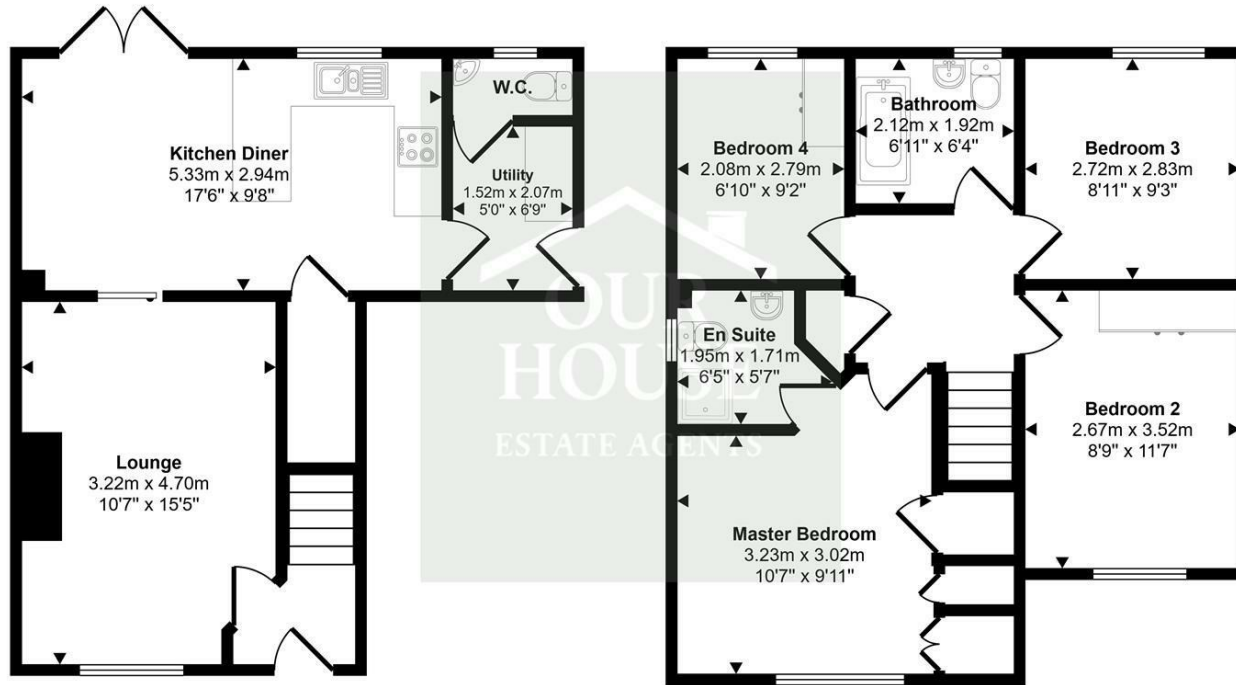 Kitchen Diner
5.33m x 2.94m
17'6" x 9'8"
W.C.
Utility
1.52m x 2.07m
5'0" x 6'9"
Lounge
3.22m x 4.70m
10'7" x 15'5"
Bedroom 4
2.08m x 2.79m
6'10" x 9'2"
Bathroom
2.12m x 1.92m
6'11" x 6'4"
Bedroom 3
2.72m x 2.83m
8'11" x 9'3"
En Suite
1.95m x 1.71m
6'5" x 5'7"
Bedroom 2
2.67m x 3.52m
8'9" x 11'7"
Master Bedroom
3.23m x 3.02m
10'7" x 9'11"
OUR
HOUSE
ESTATE AGENTS